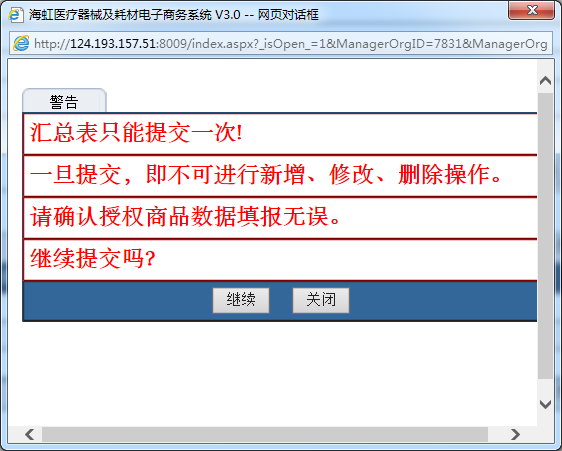 海虹医疗器械及耗材电子商务系统 V3.0 -- 网页对话框
http://124.193.157.51:8009/index.aspx?_isOpen_=1&ManagerOrgID=7831&ManagerOrg
警告
汇总表只能提交一次!
一旦提交，即不可进行新增、修改、删除操作。
请确认授权商品数据填报无误。
继续提交吗?
继续 关闭